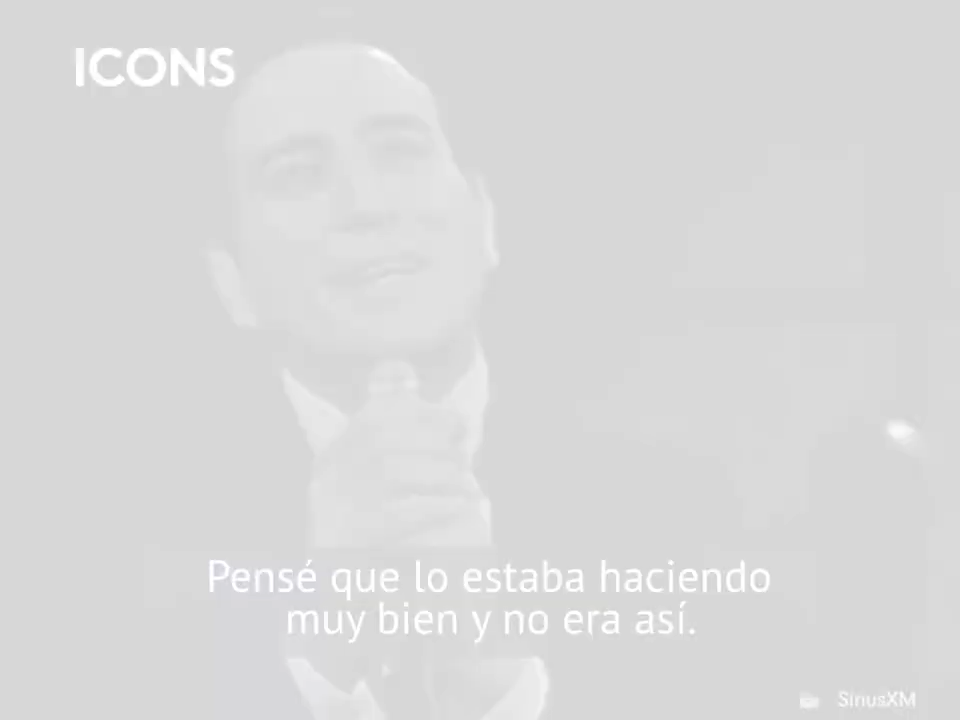 ICONS
Pensé que lo estaba haciendo
muy bien y no era así.
SiriusXM